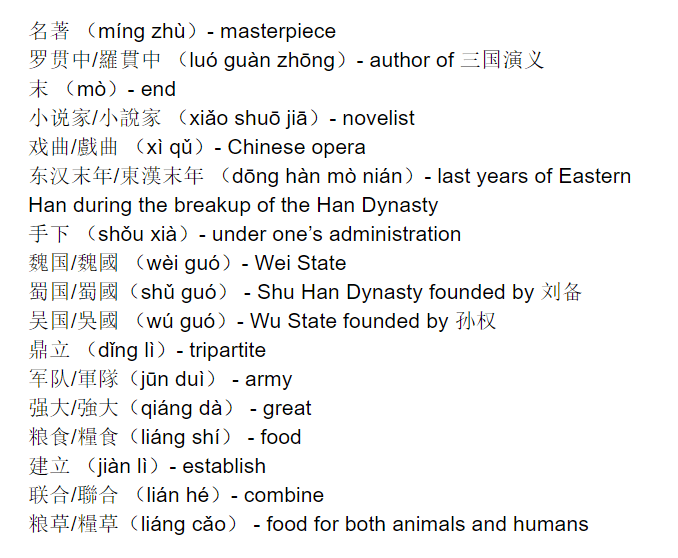 名著 （míng zhù）- masterpiece
罗贯中/羅貫中 （luó guàn zhōng）- author of 三国演义
末 （mò）- end
小说家/小說家 （xiǎo shuō jiā）- novelist
戏曲/戲曲 （xì qǔ）- Chinese opera
东汉末年/東漢末年 （dōng hàn mò nián）- last years of Eastern
Han during the breakup of the Han Dynasty
手下 （shǒu xià）- under one’s administration
魏国/魏國 （wèi guó）- Wei State
蜀国/蜀國（shǔ guó） - Shu Han Dynasty founded by 刘备
吴国/吳國 （wú guó）- Wu State founded by 孙权
鼎立 （dǐng lì）- tripartite
军队/軍隊（jūn duì） - army
强大/強大（qiáng dà） - great
粮食/糧食（liáng shí） - food
建立 （jiàn lì）- establish
联合/聯合 （lián hé）- combine
粮草/糧草（liáng cǎo） - food for both animals and humans